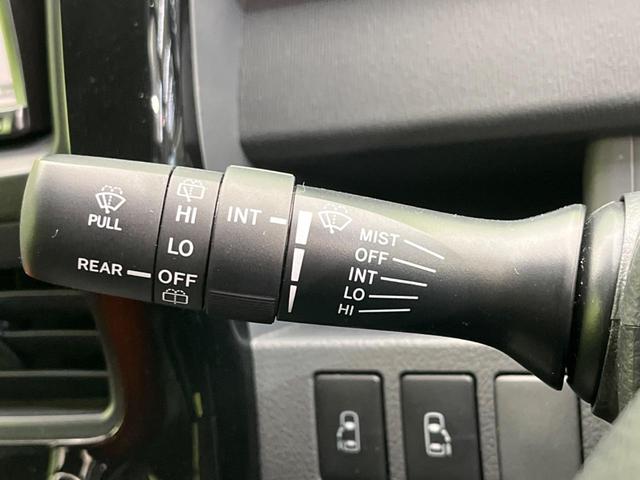 PULL
REAR
HI
LO
OFF
INT
MIST
OFF
INT
LO
HI